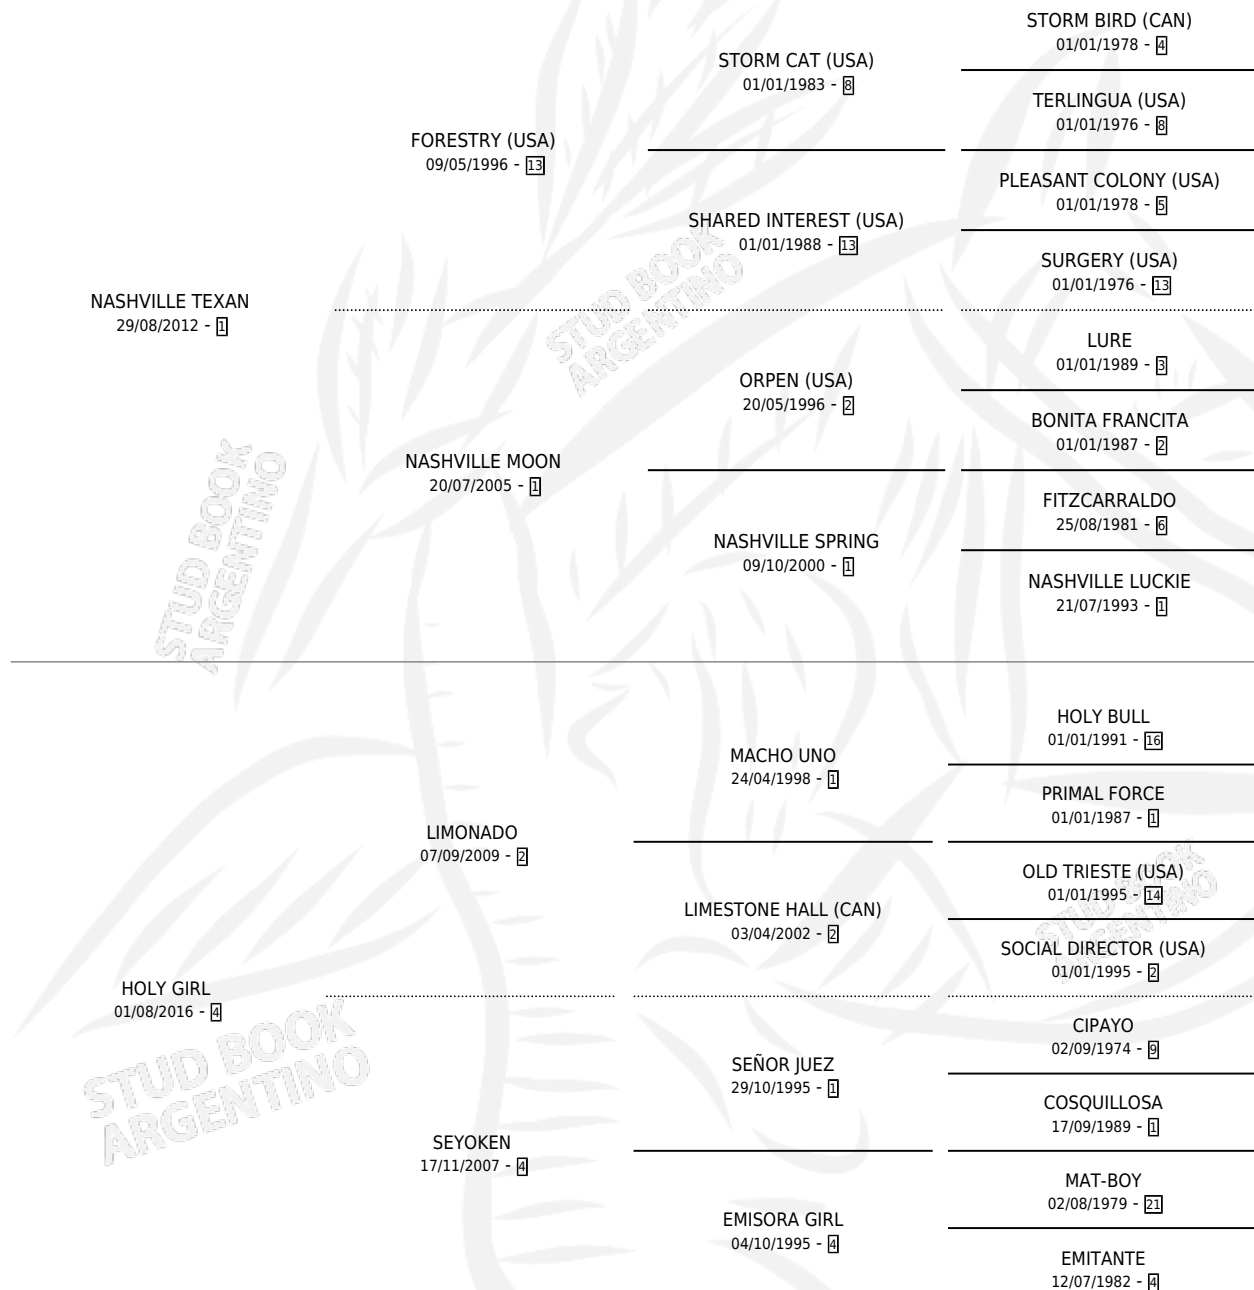 STORM BIRD (CAN)
01/01/1978 - 4
STORM CAT (USA)
01/01/1983 - 8
TERLINGUA (USA)
01/01/1976 - 8
FORESTRY (USA)
09/05/1996 - 13
PLEASANT COLONY (USA)
01/01/1978 - 5
SHARED INTEREST (USA)
01/01/1988 - 13
SURGERY (USA)
01/01/1976 - 13
NASHVILLE TEXAN
29/08/2012 - 1
LURE
01/01/1989 - 3
ORPEN (USA)
20/05/1996 - 2
BONITA FRANCITA
01/01/1987 - 2
NASHVILLE MOON
20/07/2005 - 1
FITZCARRALDO
25/08/1981 - 6
NASHVILLE SPRING
09/10/2000 - 1
NASHVILLE LUCKIE
21/07/1993 - 1
HOLY BULL
01/01/1991 - 16
MACHO UNO
24/04/1998 - 1
PRIMAL FORCE
01/01/1987 - 1
LIMONADO
07/09/2009 - 2
OLD TRIESTE (USA)
01/01/1995 - 14
LIMESTONE HALL (CAN)
03/04/2002 - 2
SOCIAL DIRECTOR (USA)
01/01/1995 - 2
HOLY GIRL
01/08/2016 - 4
CIPAYO
02/09/1974 - 9
SEÑOR JUEZ
29/10/1995 - 1
COSQUILLOSA
17/09/1989 - 1
SEYOKEN
17/11/2007 - 4
MAT-BOY
02/08/1979 - 21
EMISORA GIRL
04/10/1995 - 4
EMITANTE
12/07/1982 - 4
STUD BOOK
ARGENTINO
STUD BOOK
ARGENTINO
STUD BOOK
ARGENTINO
STUD BOOK
ARGENTINO